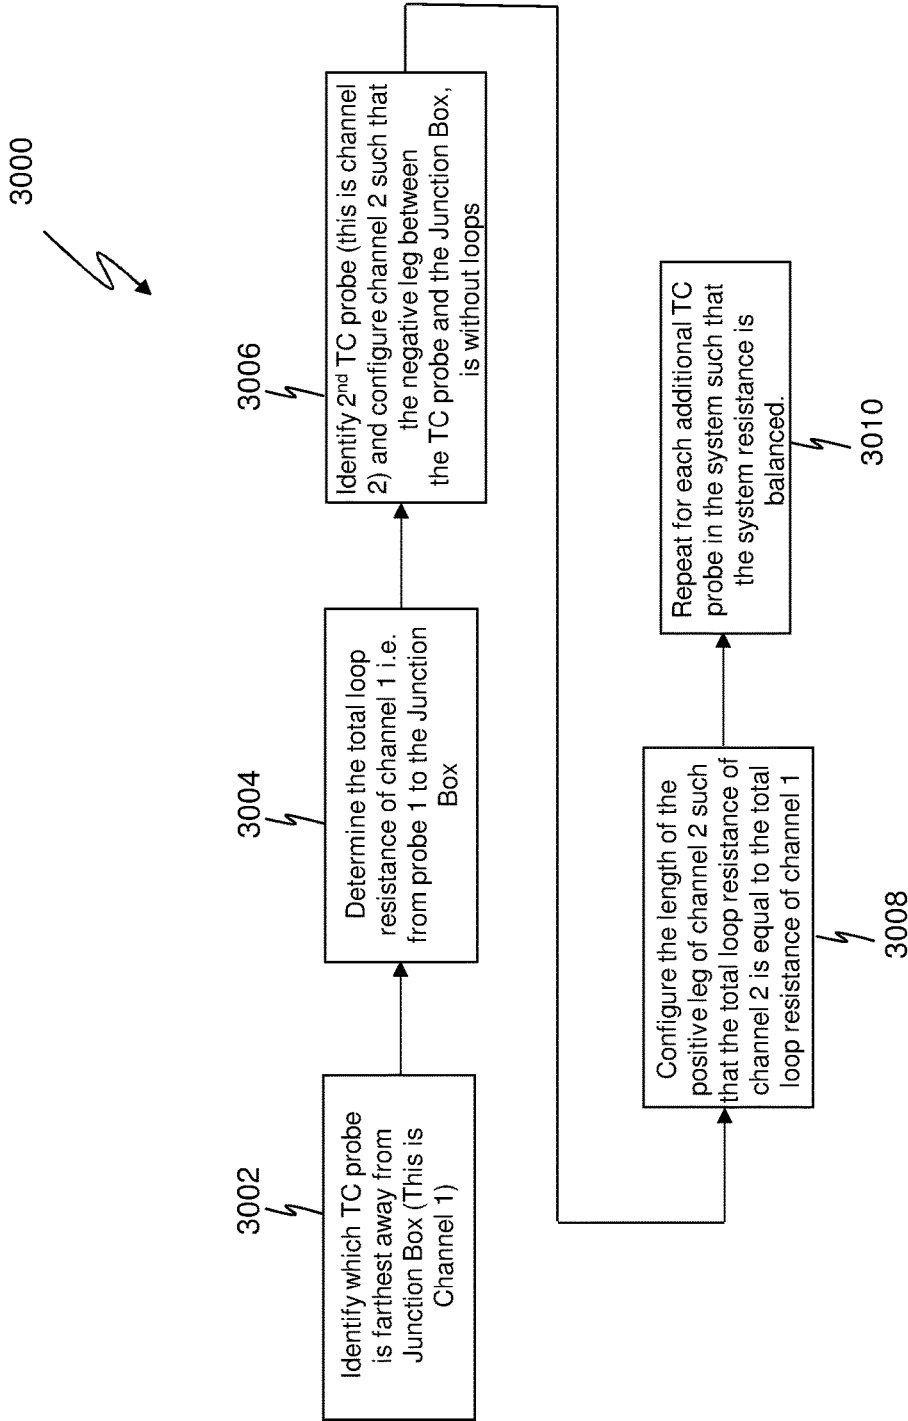 3000
3002
Identify which TC probe
is farthest away from
Junction Box (This is
Channel 1)
3004
Determine the total loop
resistance of channel 1 i.e.
from probe 1 to the Junction
Box
3006
Identify 2nd TC probe (this is channel
2) and configure channel 2 such that
the negative leg between
the TC probe and the Junction Box,
is without loops
Configure the length of the
positive leg of channel 2 such
that the total loop resistance of
channel 2 is equal to the total
loop resistance of channel 1
3008
Repeat for each additional TC
probe in the system such that
the system resistance is
balanced.
3010